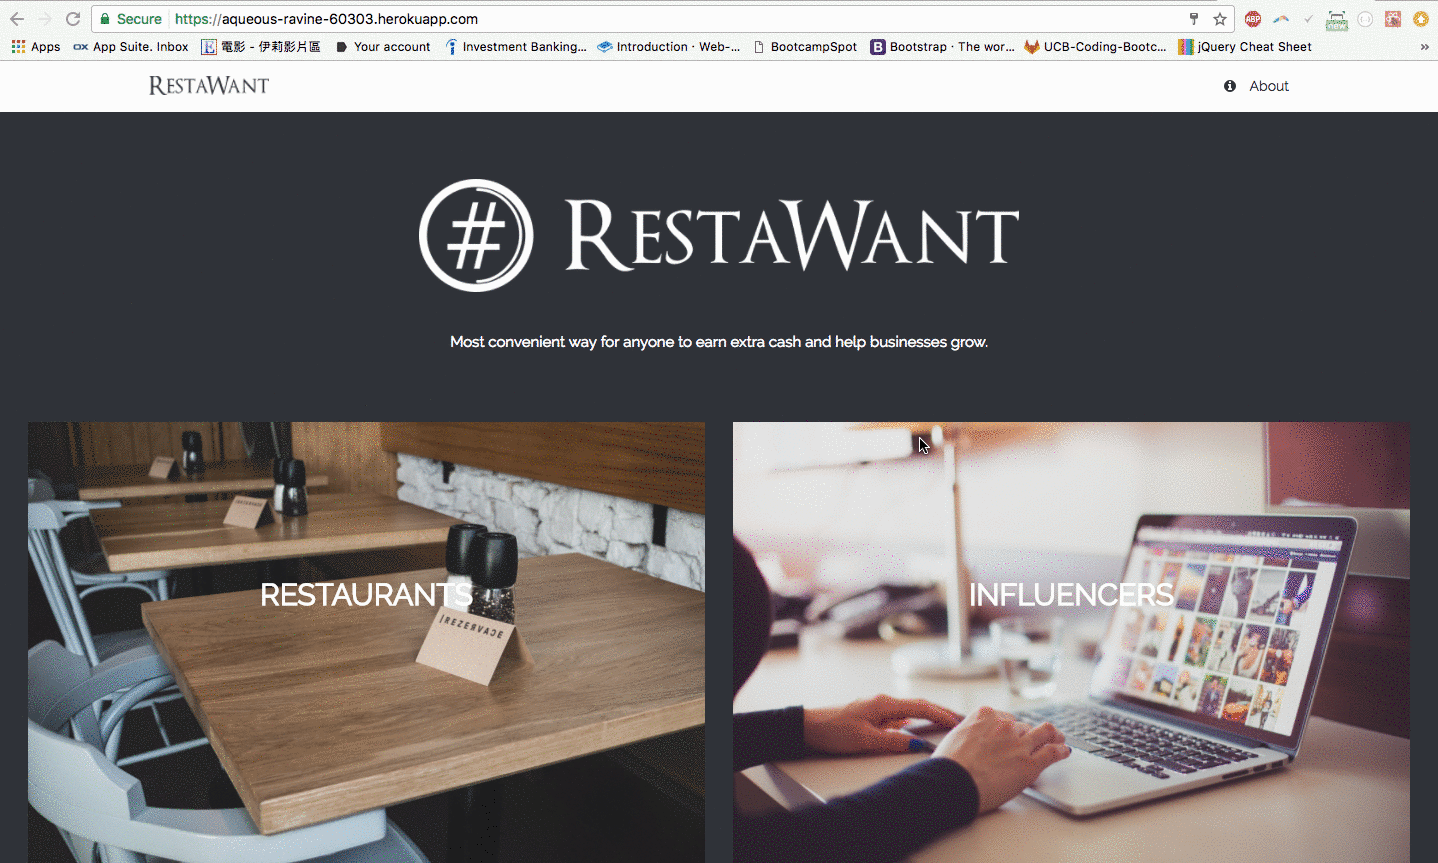 Secure https://aqueous-ravine-60303.herokuapp.com
ABP
Apps OX App Suite. Inbox E 電影 - 伊莉影片區 Your account Investment Banking... Introduction · Web-... BootcampSpot B Bootstrap · The wor... UCB-Coding-Bootc... jQuery Cheat Sheet »
RESTAWANT
About
# RESTAWANT
Most convenient way for anyone to earn extra cash and help businesses grow.
RESTAURANTS
INFLUENCERS
REZERVACE